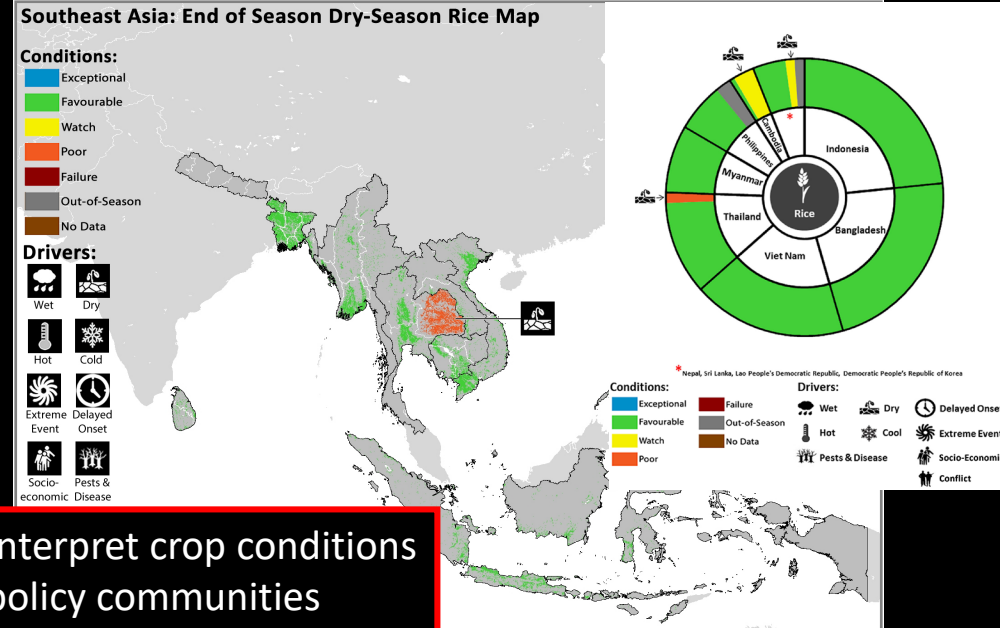 Southeast Asia: End of Season Dry-Season Rice Map
Conditions:
Exceptional
Favourable
Watch
Poor
Failure
Out-of-Season
No Data
Drivers:
Wet
Dry
Hot
Cold
Extreme
Event
Delayed
Onset
Socio-
economic
Pests &
Disease
Indonesia
Bangladesh
Viet Nam
Thailand
Myanmar
Philippines
Cambodia
*
Rice
*Nepal, Sri Lanka, Lao People's Democratic Republic, Democratic People's Republic of Korea
Conditions:
Exceptional
Favourable
Watch
Poor
Failure
Out-of-Season
No Data
Drivers:
Wet
Dry
Delayed Onse
Hot
Cool
Extreme Event
Pests & Disease
Socio-Economi
Conflict
nterpret crop conditions
policy communities